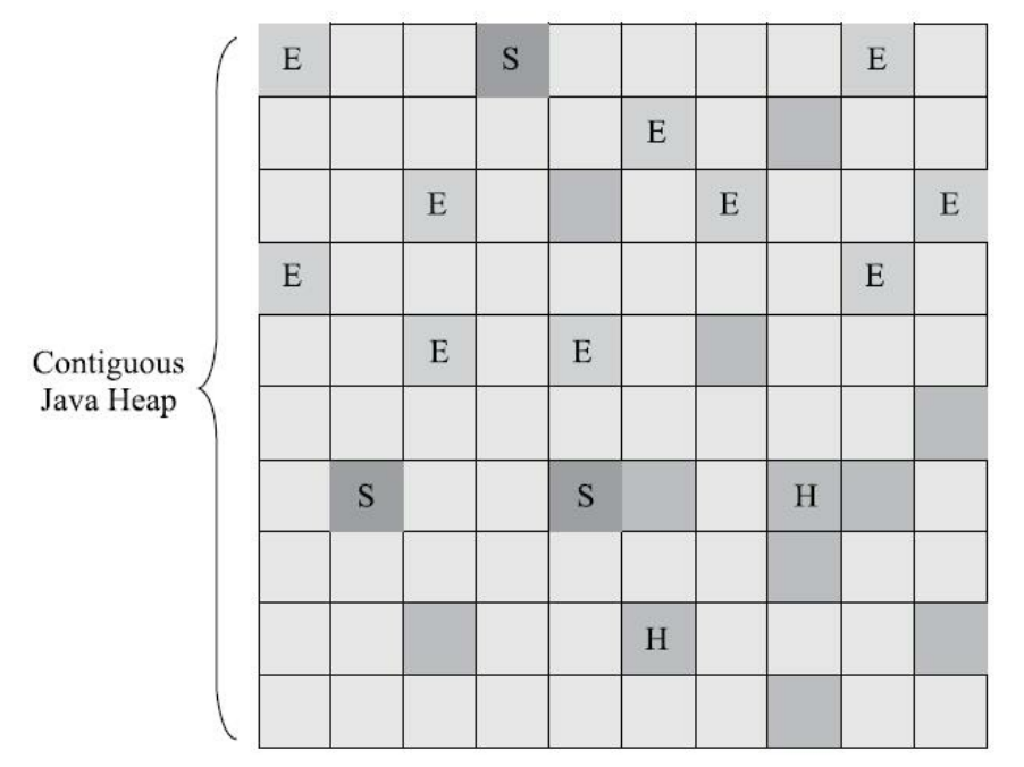 E S E
E
E E E
E E
E E
Contiguous
Java Heap
S S H
H